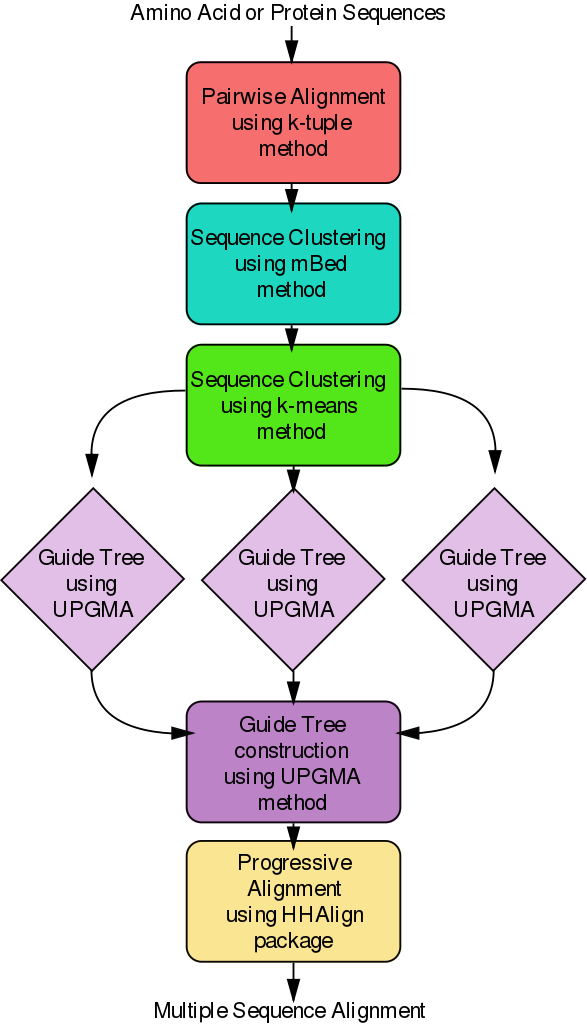 Amino Acid or Protein Sequences
Pairwise Alignment
using k-tuple
method
Sequence Clustering
using mBed
method
Sequence Clustering
using k-means
method
Guide Tree
using
UPGMA
Guide Tree
using
UPGMA
Guide Tree
using
UPGMA
Guide Tree
construction
using UPGMA
method
Progressive
Alignment
using HHAlign
package
Multiple Sequence Alignment